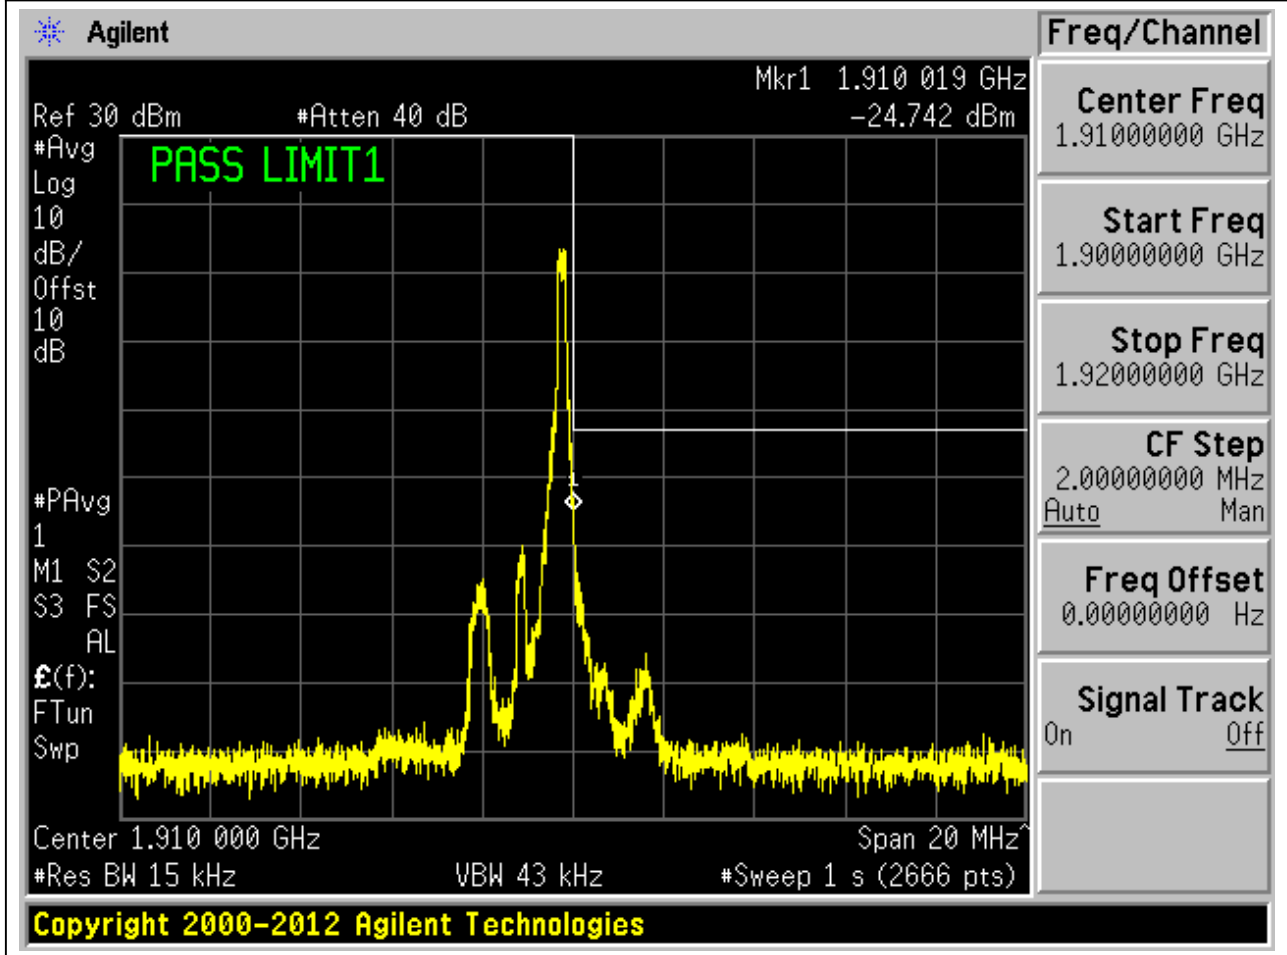 Agilent
Freq/Channel
Mkr1 1.910 019 GHz
Ref 30 dBm #Atten 40 dB -24.742 dBm
#Avg
Log
10
dB/
Offst
10
dB
PASS LIMIT1
1
#PAvg
1
M1 S2
S3 FS
AL
£(f):
FTun
Swp
Center 1.910 000 GHz Span 20 MHz^
#Res BW 15 kHz VBW 43 kHz #Sweep 1 s (2666 pts)
Center Freq
1.91000000 GHz
Start Freq
1.90000000 GHz
Stop Freq
1.92000000 GHz
CF Step
2.00000000 MHz
Auto Man
Freq Offset
0.00000000 Hz
Signal Track
On Off
Copyright 2000-2012 Agilent Technologies